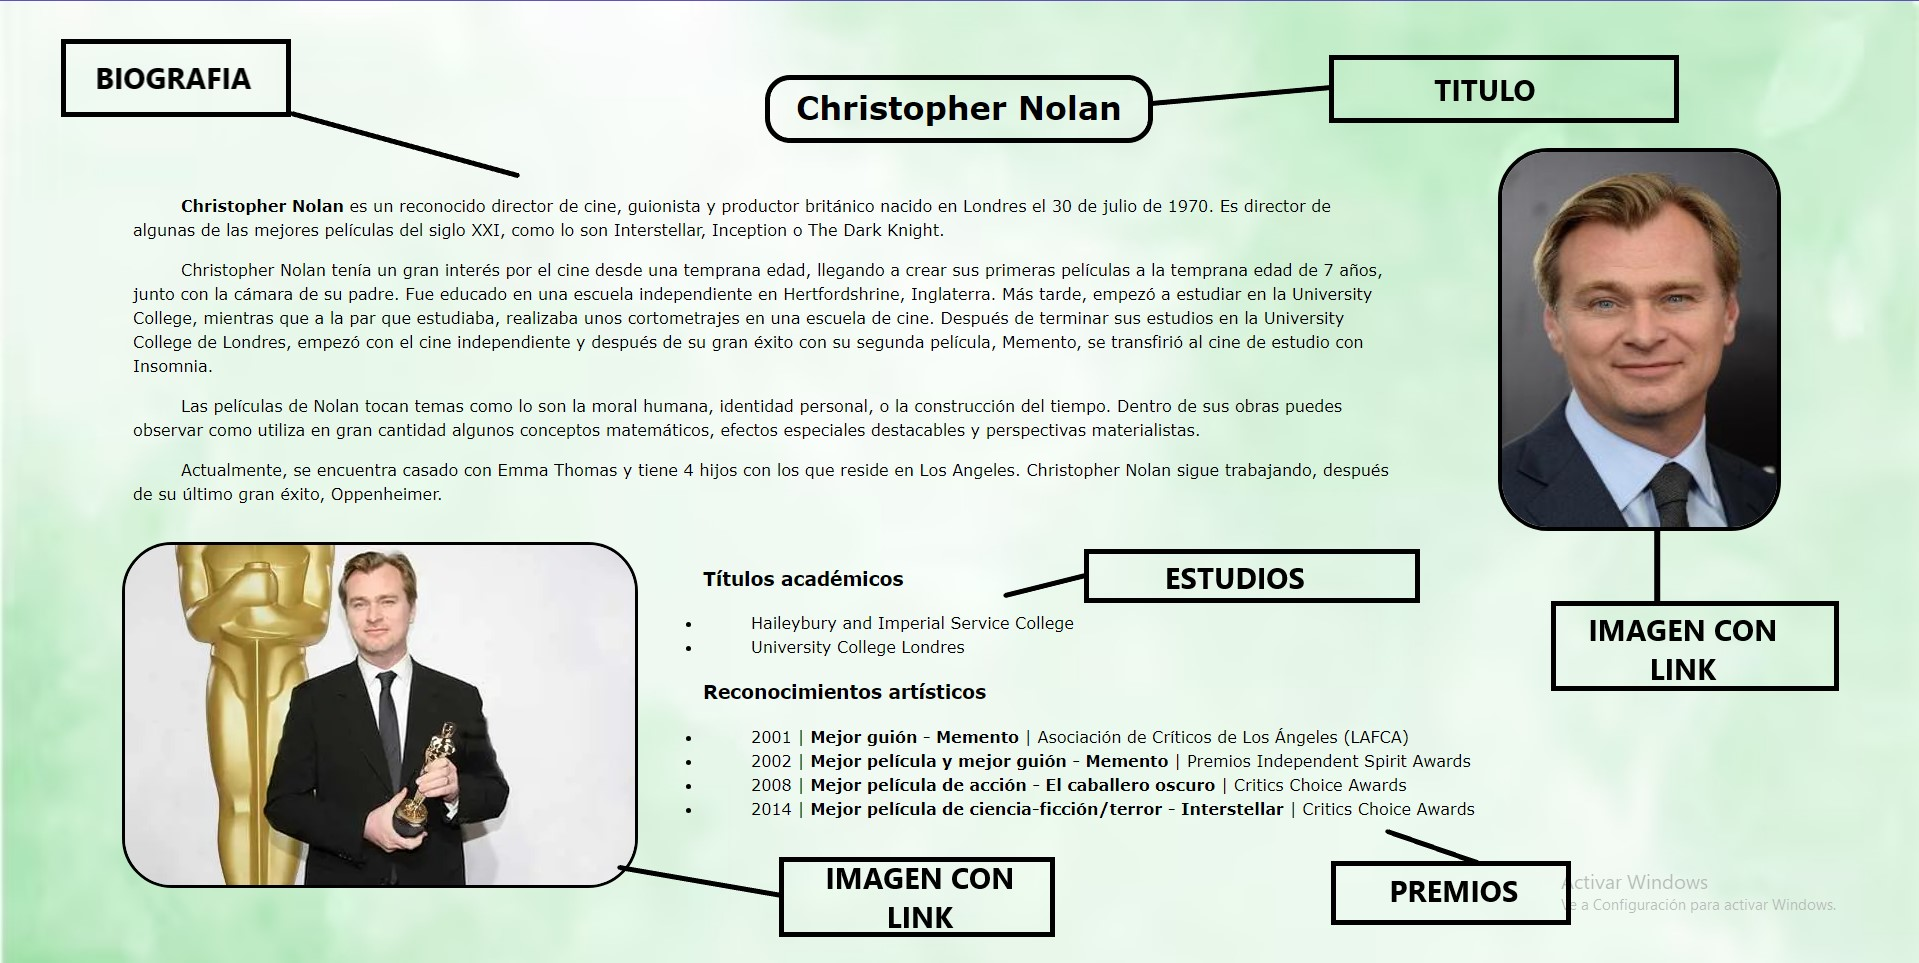 BIOGRAFIA
Christopher Nolan
TITULO
Christopher Nolan es un reconocido director de cine, guionista y productor británico nacido en Londres el 30 de julio de 1970. Es director de
algunas de las mejores películas del siglo XXI, como lo son Interstellar, Inception o The Dark Knight.
Christopher Nolan tenía un gran interés por el cine desde una temprana edad, llegando a crear sus primeras películas a la temprana edad de 7 años,
junto con la cámara de su padre. Fue educado en una escuela independiente en Hertfordshrine, Inglaterra. Más tarde, empezó a estudiar en la University
College, mientras que a la par que estudiaba, realizaba unos cortometrajes en una escuela de cine. Después de terminar sus estudios en la University
College de Londres, empezó con el cine independiente y después de su gran éxito con su segunda película, Memento, se transfirió al cine de estudio con
Insomnia.
Las películas de Nolan tocan temas como lo son la moral humana, identidad personal, o la construcción del tiempo. Dentro de sus obras puedes
observar como utiliza en gran cantidad algunos conceptos matemáticos, efectos especiales destacables y perspectivas materialistas.
Actualmente, se encuentra casado con Emma Thomas y tiene 4 hijos con los que reside en Los Angeles. Christopher Nolan sigue trabajando, después
de su último gran éxito, Oppenheimer.
Títulos académicos
ESTUDIOS
• Haileybury and Imperial Service College
• University College Londres
IMAGEN CON
LINK
Reconocimientos artísticos
• 2001 | Mejor guión - Memento | Asociación de Críticos de Los Ángeles (LAFCA)
• 2002 | Mejor película y mejor guión - Memento | Premios Independent Spirit Awards
• 2008 | Mejor película de acción - El caballero oscuro | Critics Choice Awards
• 2014 | Mejor película de ciencia-ficción/terror - Interstellar | Critics Choice Awards
IMAGEN CON
LINK
PREMIOS
Activar Windows
Ve a Configuración para activar Windows.